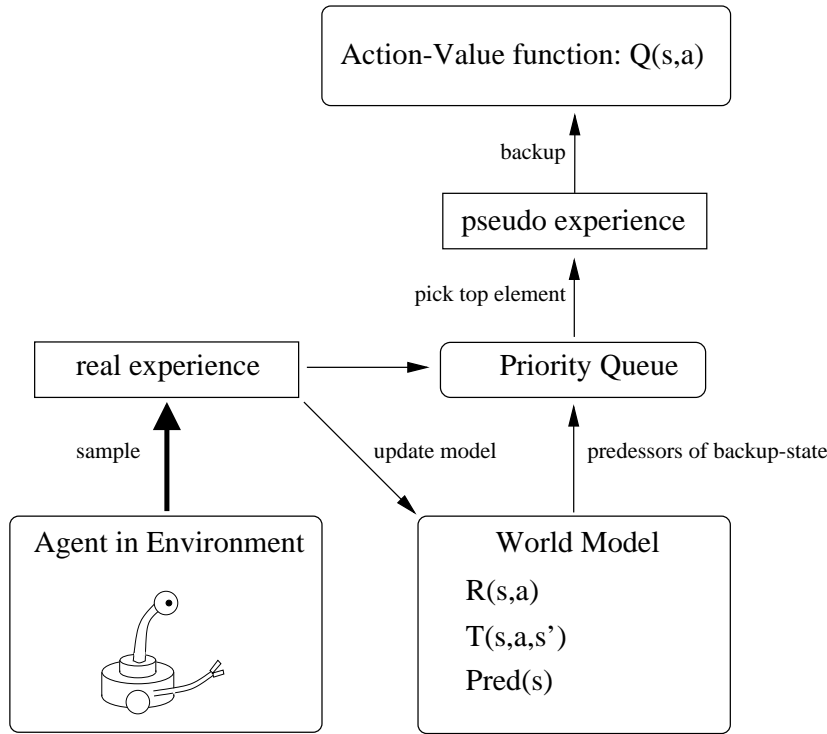 Action-Value function: Q(s,a)
backup
pseudo experience
pick top element
real experience
Priority Queue
sample
update model
predessors of backup-state
Agent in Environment
World Model
R(s,a)
T(s,a,s’)
Pred(s)